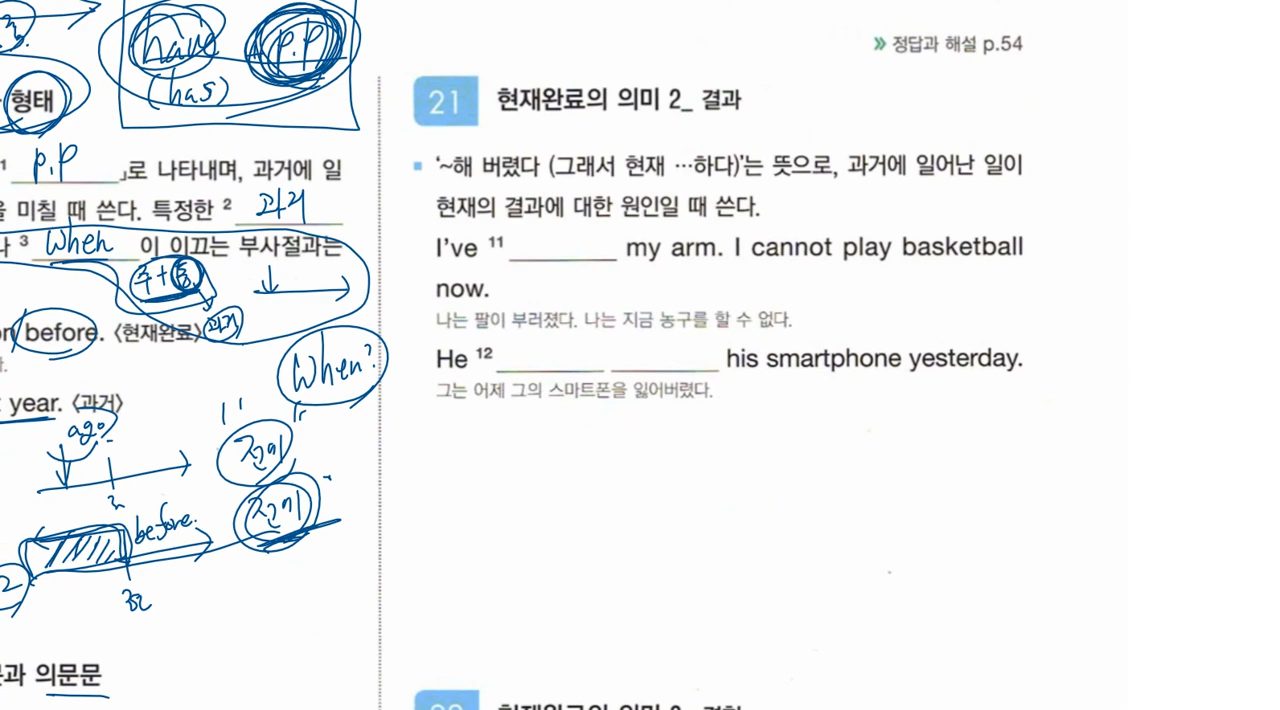 have p.p
(has)
형태
1 p.p 」로 나타내며, 과거에 일
을 미칠 때 쓴다. 특정한 2 과거
나 3 when 이 이끄는 부사절과는
주+동
과거
on before. 〈현재완료〉
When?
year. 〈과거〉
ago
전에
전에
before.
2
문과 의문문
» 정답과 해설 p.54
21 현재완료의 의미 2_ 결과
'~해 버렸다 (그래서 현재 …하다)'는 뜻으로, 과거에 일어난 일이
현재의 결과에 대한 원인일 때 쓴다.
I've 11 ________ my arm. I cannot play basketball
now.
나는 팔이 부러졌다. 나는 지금 농구를 할 수 없다.
He 12 ________ ________ his smartphone yesterday.
그는 어제 그의 스마트폰을 잃어버렸다.